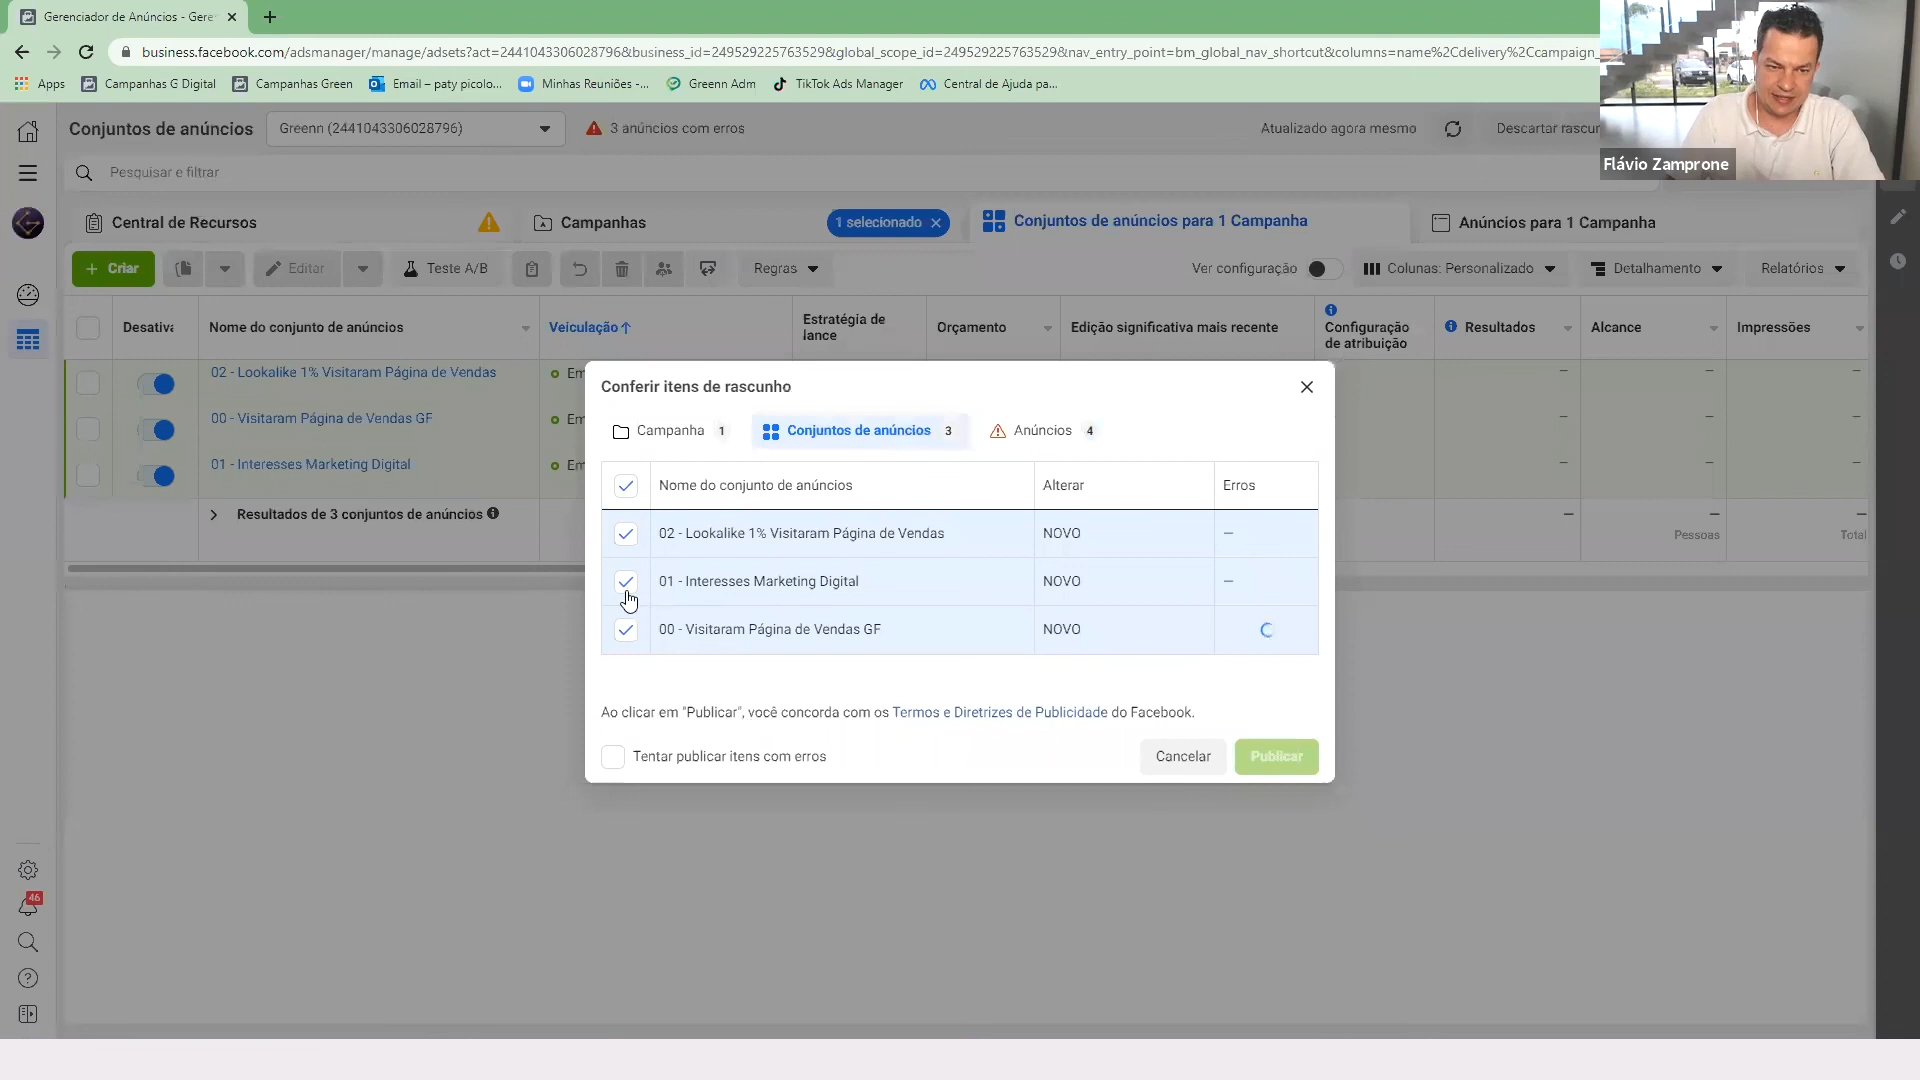 Gerenciador de Anúncios - Gere
business.facebook.com/adsmanager/manage/adsets?act=2441043306028796&business_id=249529225763529&global_scope_id=249529225763529&nav_entry_point=bm_global_nav_shortcut&columns=name%2Cdelivery%2Ccampaign_
Apps Campanhas G Digital Campanhas Green Email – paty picolo... Minhas Reuniões -... Greenn Adm TikTok Ads Manager Central de Ajuda pa...
Flávio Zamprone
Conjuntos de anúncios Greenn (2441043306028796) 3 anúncios com erros Atualizado agora mesmo Descartar rascun
Pesquisar e filtrar
Central de Recursos Campanhas 1 selecionado Conjuntos de anúncios para 1 Campanha Anúncios para 1 Campanha
+ Criar Editar Teste A/B Regras Ver configuração Colunas: Personalizado Detalhamento Relatórios
Desativa Nome do conjunto de anúncios Veiculação↑ Estratégia de lance Orçamento Edição significativa mais recente Configuração de atribuição Resultados Alcance Impressões
02 - Lookalike 1% Visitaram Página de Vendas Em — — —
00 - Visitaram Página de Vendas GF Em — — —
01 - Interesses Marketing Digital Em — — —
Resultados de 3 conjuntos de anúncios — — —
Pessoas Total
Conferir itens de rascunho
Campanha 1 Conjuntos de anúncios 3 Anúncios 4
Nome do conjunto de anúncios Alterar Erros
02 - Lookalike 1% Visitaram Página de Vendas NOVO —
01 - Interesses Marketing Digital NOVO —
00 - Visitaram Página de Vendas GF NOVO
Ao clicar em "Publicar", você concorda com os Termos e Diretrizes de Publicidade do Facebook.
Tentar publicar itens com erros Cancelar Publicar
46